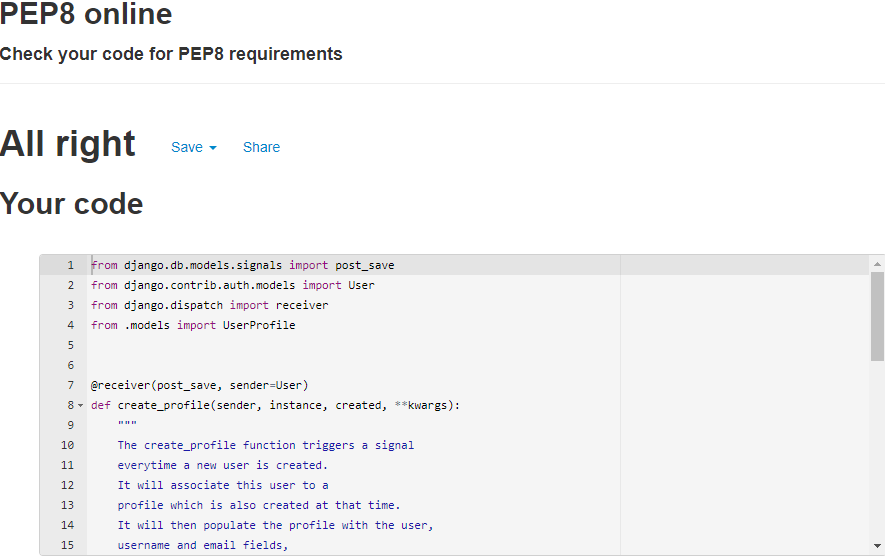 PEP8 online
Check your code for PEP8 requirements
All right Save Share
Your code
1 from django.db.models.signals import post_save
2 from django.contrib.auth.models import User
3 from django.dispatch import receiver
4 from .models import UserProfile
5
6
7 @receiver(post_save, sender=User)
8 def create_profile(sender, instance, created, **kwargs):
9 """
10 The create_profile function triggers a signal
11 everytime a new user is created.
12 It will associate this user to a
13 profile which is also created at that time.
14 It will then populate the profile with the user,
15 username and email fields,